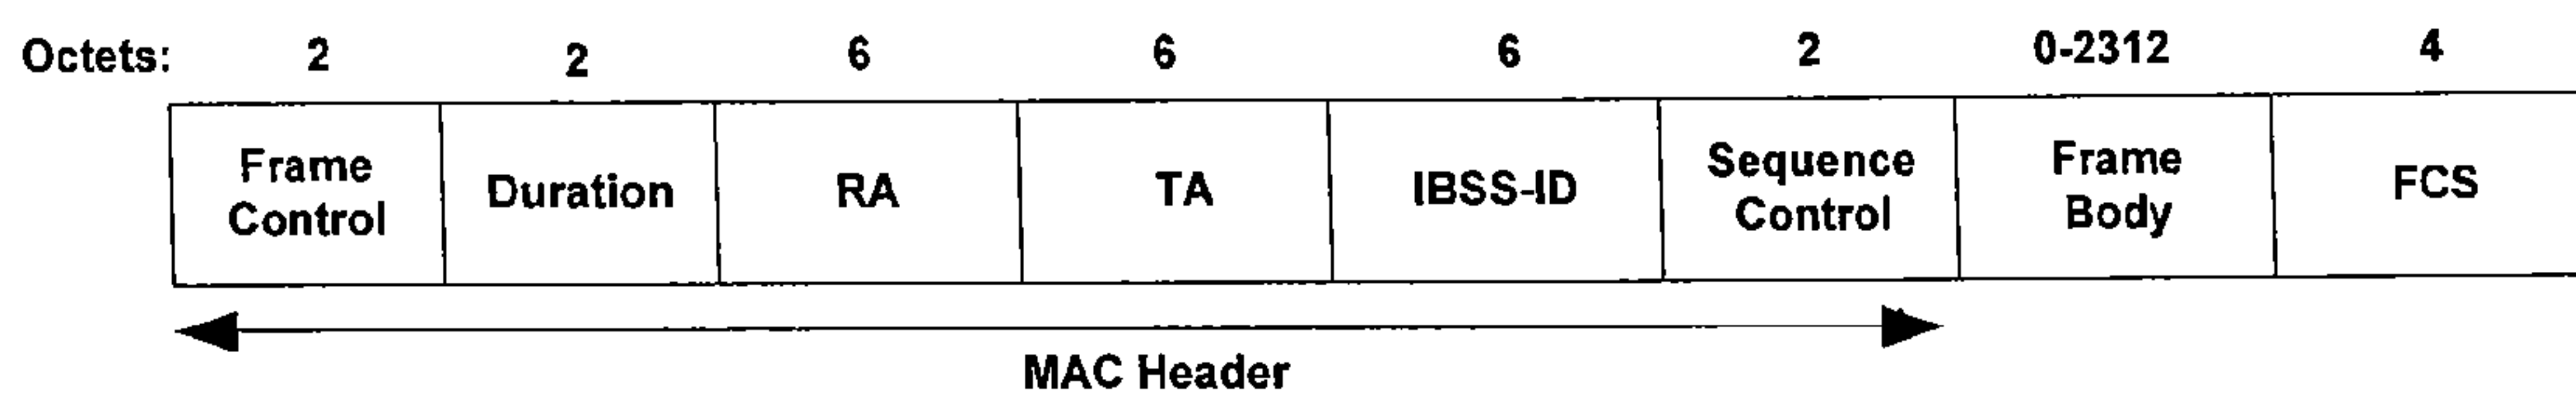 Octets: 2 2 6 6 6 2 0-2312 4
Frame Control Duration RA TA IBSS-ID Sequence Control Frame Body FCS
MAC Header